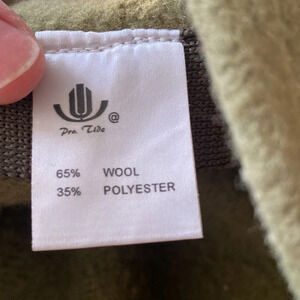 Pro Tide @
65% WOOL
35% POLYESTER